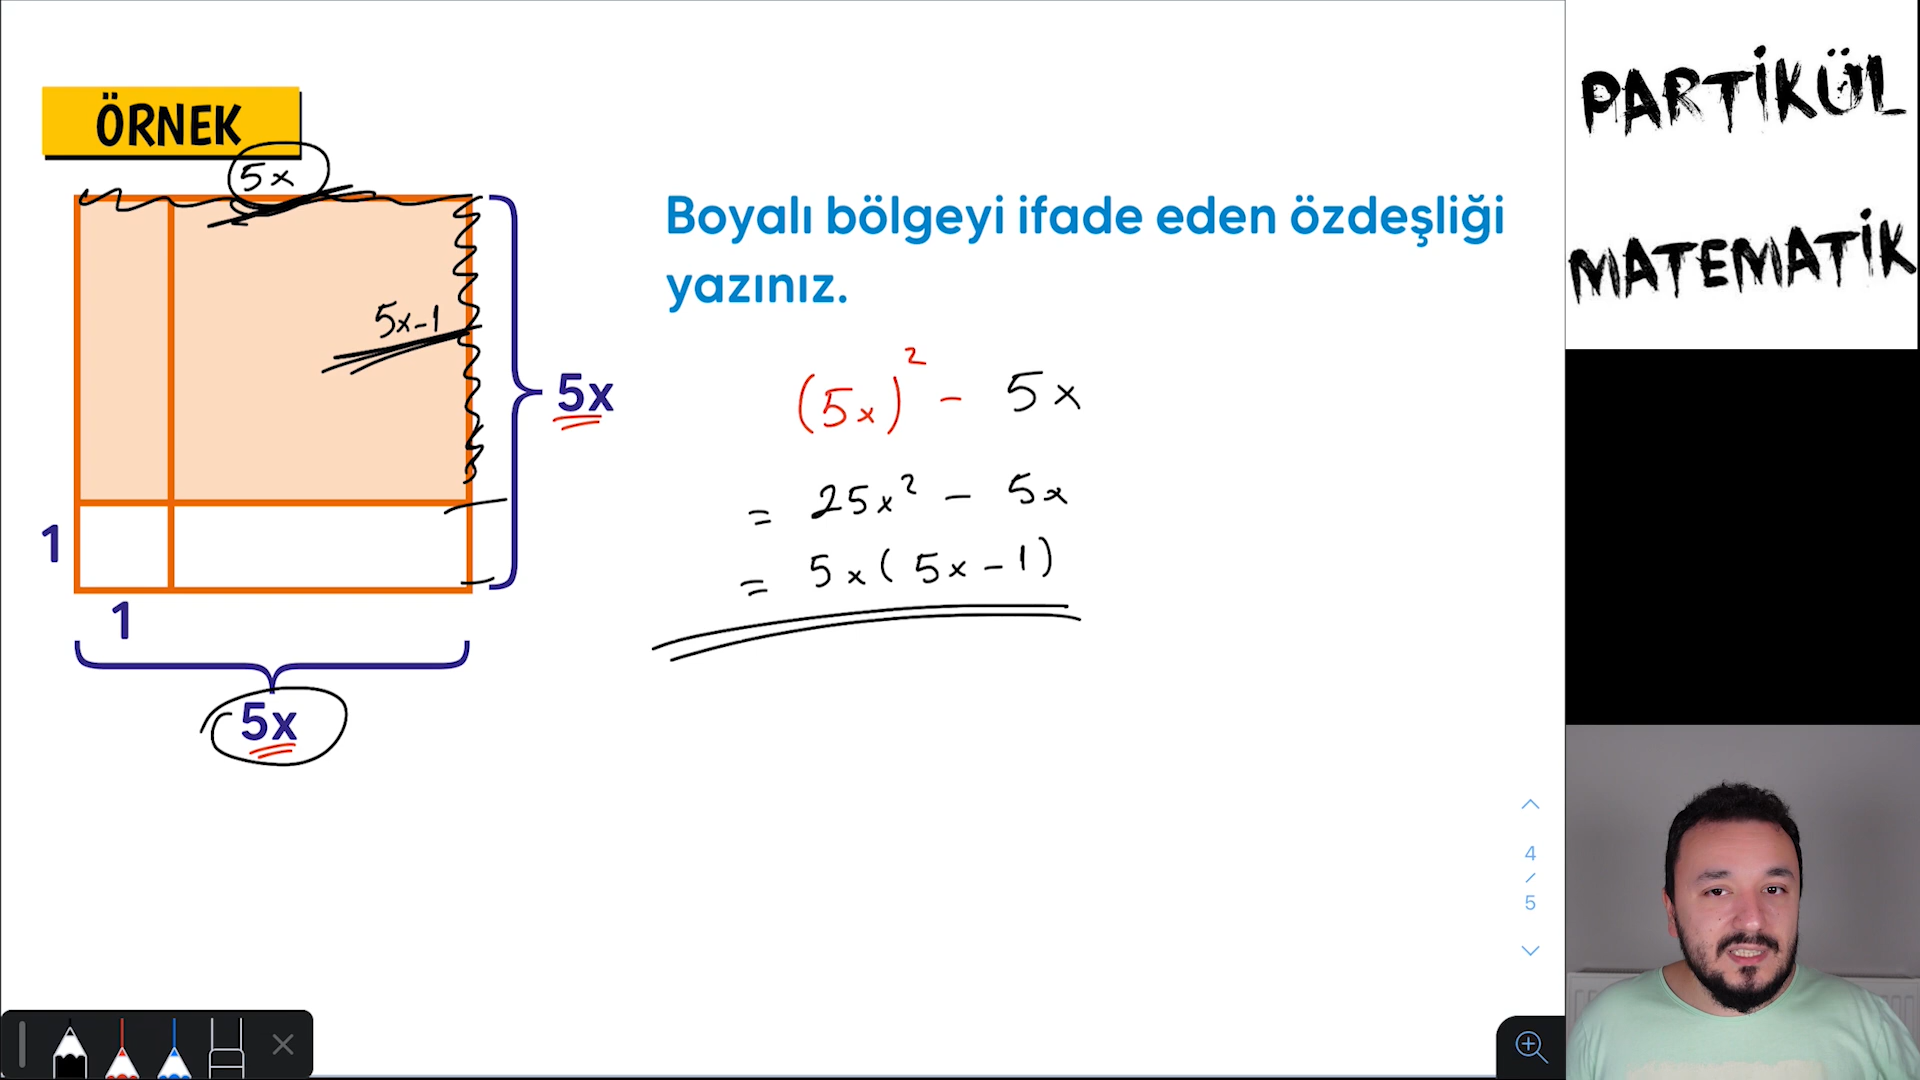 ÖRNEK
5x
5x-1
5x
1
1
5x
Boyalı bölgeyi ifade eden özdeşliği
yazınız.
(5x)² - 5x
= 25x² - 5x
= 5x(5x-1)
PARTİKÜL
MATEMATİK
4
/
5